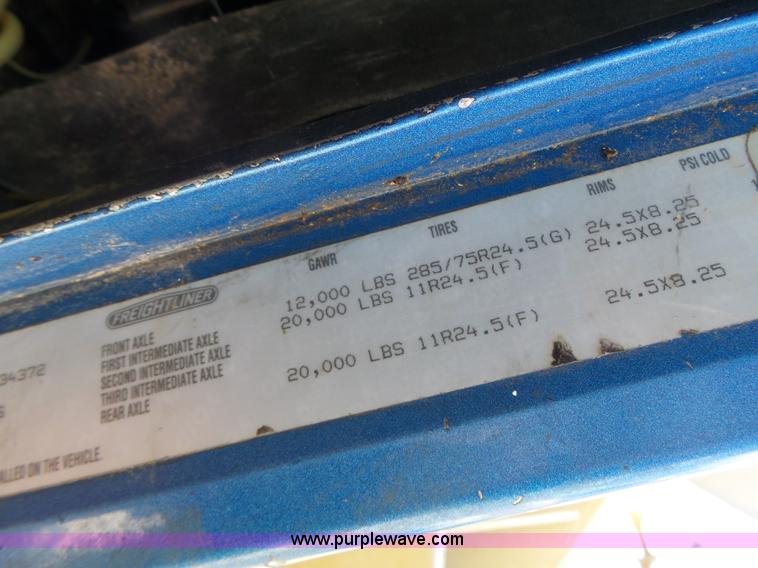 GAWR TIRES RIMS PSI COLD
FREIGHTLINER
FRONT AXLE 12,000 LBS 285/75R24.5(G) 24.5X8.25
FIRST INTERMEDIATE AXLE 20,000 LBS 11R24.5(F) 24.5X8.25
SECOND INTERMEDIATE AXLE
THIRD INTERMEDIATE AXLE
REAR AXLE 20,000 LBS 11R24.5(F) 24.5X8.25
34372
ALLED ON THE VEHICLE.
www.purplewave.com